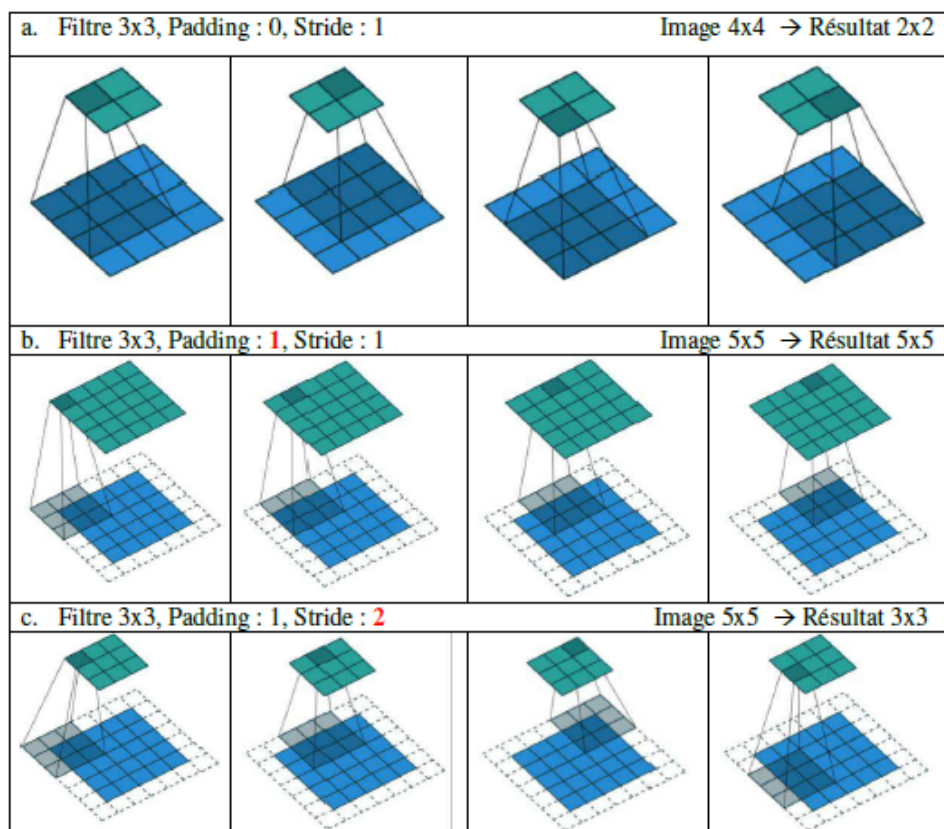 a. Filtre 3x3, Padding : 0, Stride : 1 Image 4x4 → Résultat 2x2
b. Filtre 3x3, Padding : 1, Stride : 1 Image 5x5 → Résultat 5x5
c. Filtre 3x3, Padding : 1, Stride : 2 Image 5x5 → Résultat 3x3